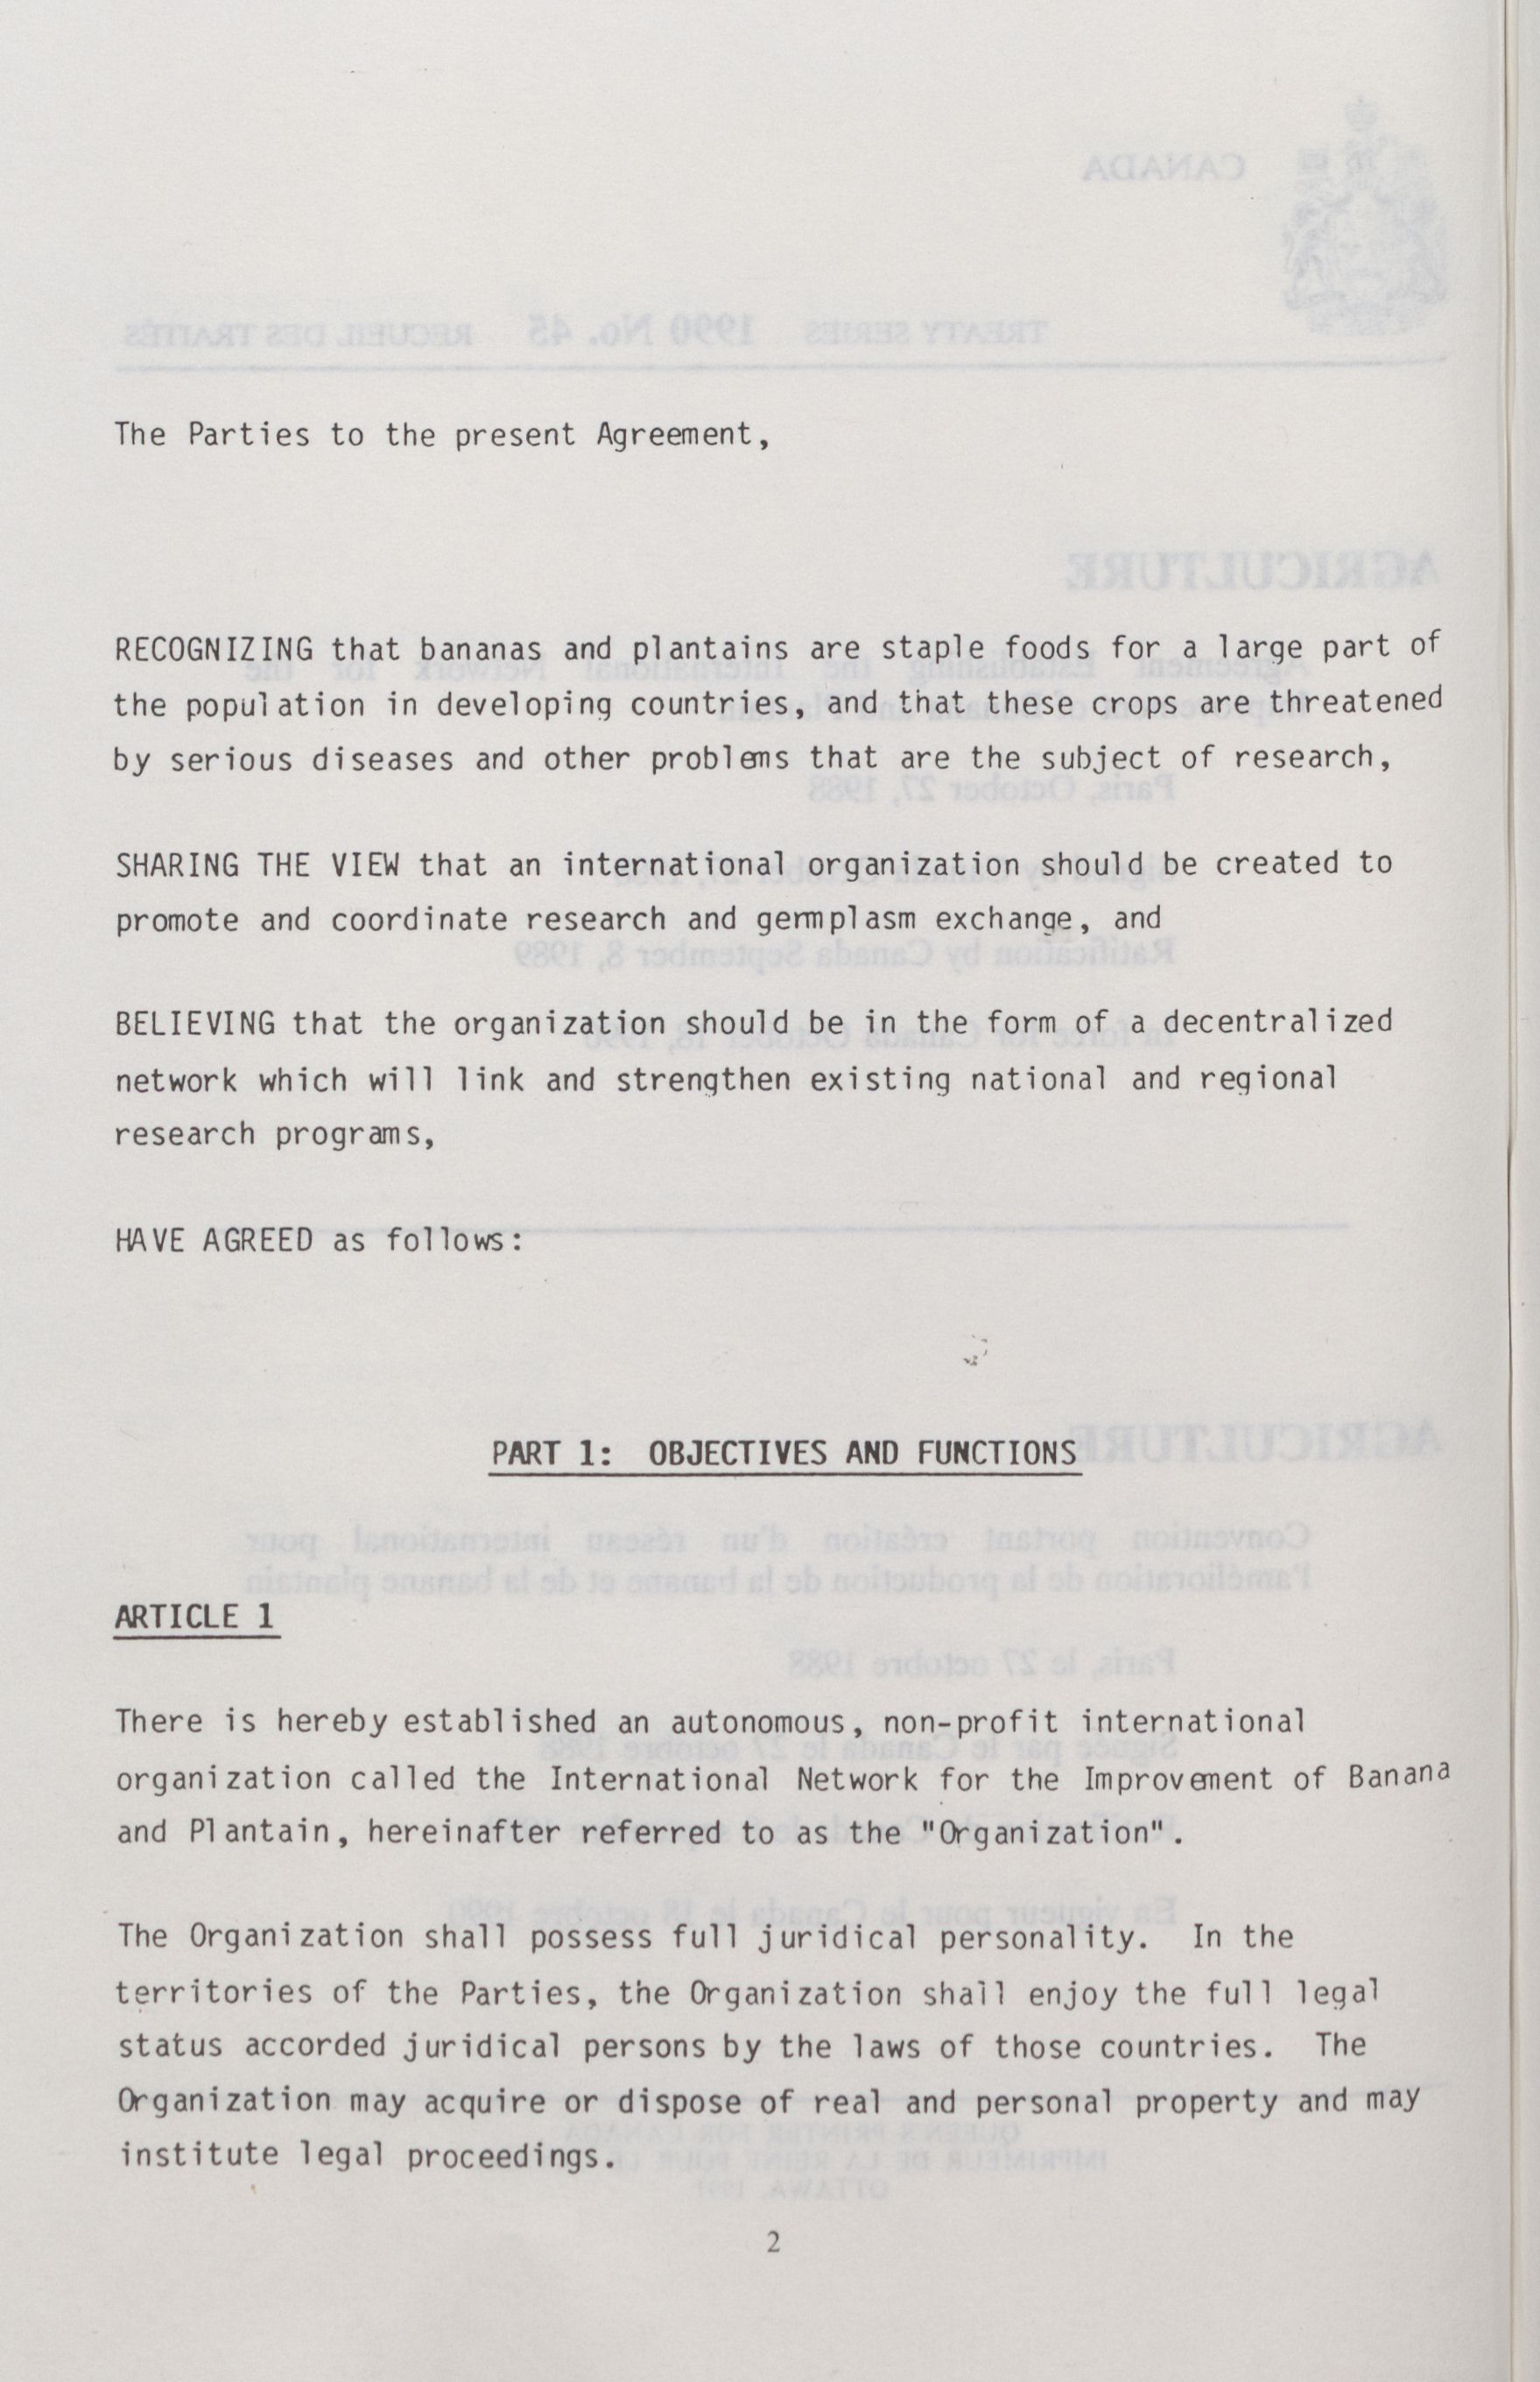 The Parties to the present Agreement,
RECOGNIZING that bananas and plantains are staple foods for a large part of
the population in developing countries, and that these crops are threatened
by serious diseases and other problems that are the subject of research,
SHARING THE VIEW that an international organization should be created to
promote and coordinate research and germplasm exchange, and
BELIEVING that the organization should be in the form of a decentralized
network which will link and strengthen existing national and regional
research programs,
HAVE AGREED as follows:
PART 1: OBJECTIVES AND FUNCTIONS
ARTICLE 1
There is hereby established an autonomous, non-profit international
organization called the International Network for the Improvement of Banana
and Plantain, hereinafter referred to as the "Organization".
The Organization shall possess full juridical personality. In the
territories of the Parties, the Organization shall enjoy the full legal
status accorded juridical persons by the laws of those countries. The
Organization may acquire or dispose of real and personal property and may
institute legal proceedings.
2